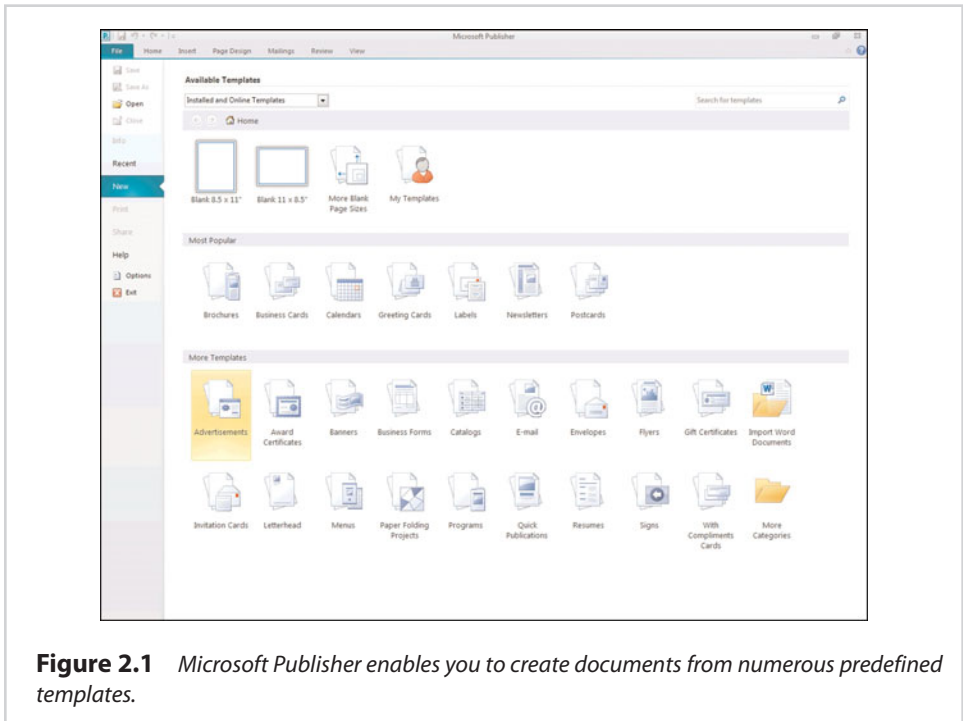 Microsoft Publisher
File Home Insert Page Design Mailings Review View
Save
Save As
Open
Close
Info
Recent
New
Print
Share
Help
Options
Exit
Available Templates
Installed and Online Templates
Search for templates
Home
Blank 8.5 x 11"
Blank 11 x 8.5"
More Blank
Page Sizes
My Templates
Most Popular
Brochures
Business Cards
Calendars
Greeting Cards
Labels
Newsletters
Postcards
More Templates
Advertisements
Award
Certificates
Banners
Business Forms
Catalogs
E-mail
Envelopes
Flyers
Gift Certificates
Import Word
Documents
Invitation Cards
Letterhead
Menus
Paper Folding
Projects
Programs
Quick
Publications
Resumes
Signs
With
Compliments
Cards
More
Categories
Figure 2.1 Microsoft Publisher enables you to create documents from numerous predefined
templates.